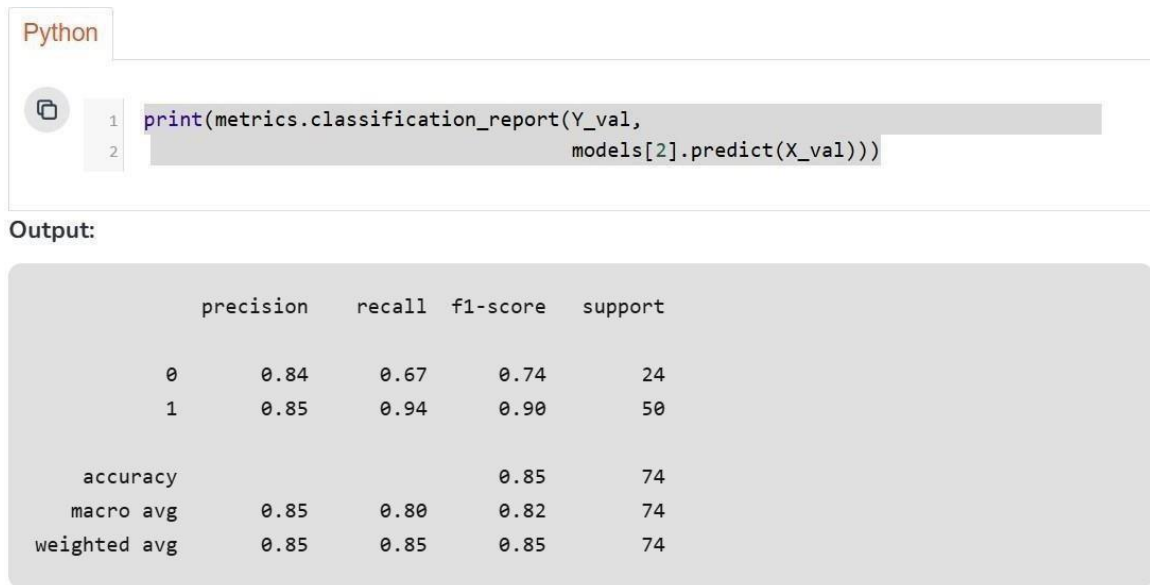 Python
1 print(metrics.classification_report(Y_val,
2 models[2].predict(X_val)))
Output:
precision recall f1-score support
0 0.84 0.67 0.74 24
1 0.85 0.94 0.90 50
accuracy 0.85 74
macro avg 0.85 0.80 0.82 74
weighted avg 0.85 0.85 0.85 74